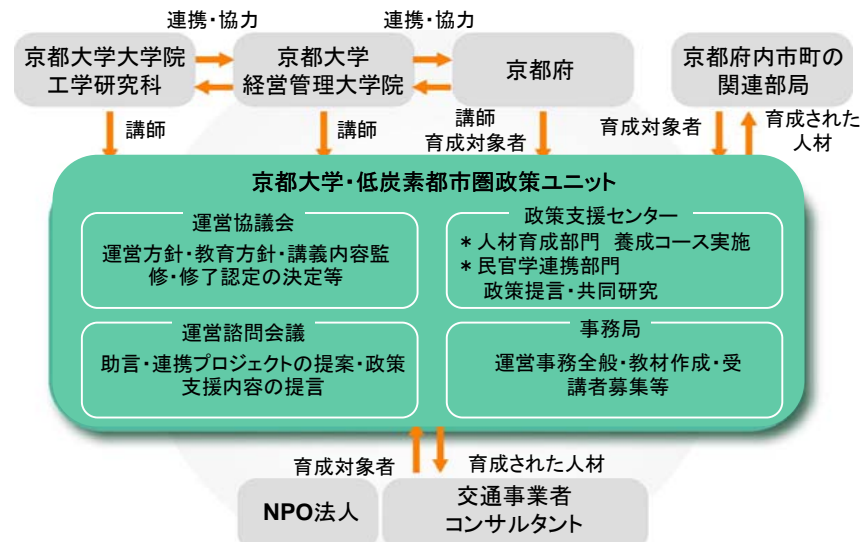 連携・協力
連携・協力
京都大学大学院
工学研究科
京都大学
経営管理大学院
京都府
京都府内市町の
関連部局
講師
講師
講師
育成対象者
育成対象者
育成された
人材
京都大学・低炭素都市圏政策ユニット
運営協議会
運営方針・教育方針・講義内容監
修・修了認定の決定等
政策支援センター
＊人材育成部門 養成コース実施
＊民官学連携部門
政策提言・共同研究
運営諮問会議
助言・連携プロジェクトの提案・政策
支援内容の提言
事務局
運営事務全般・教材作成・受
講者募集等
育成対象者
育成された人材
NPO法人
交通事業者
コンサルタント